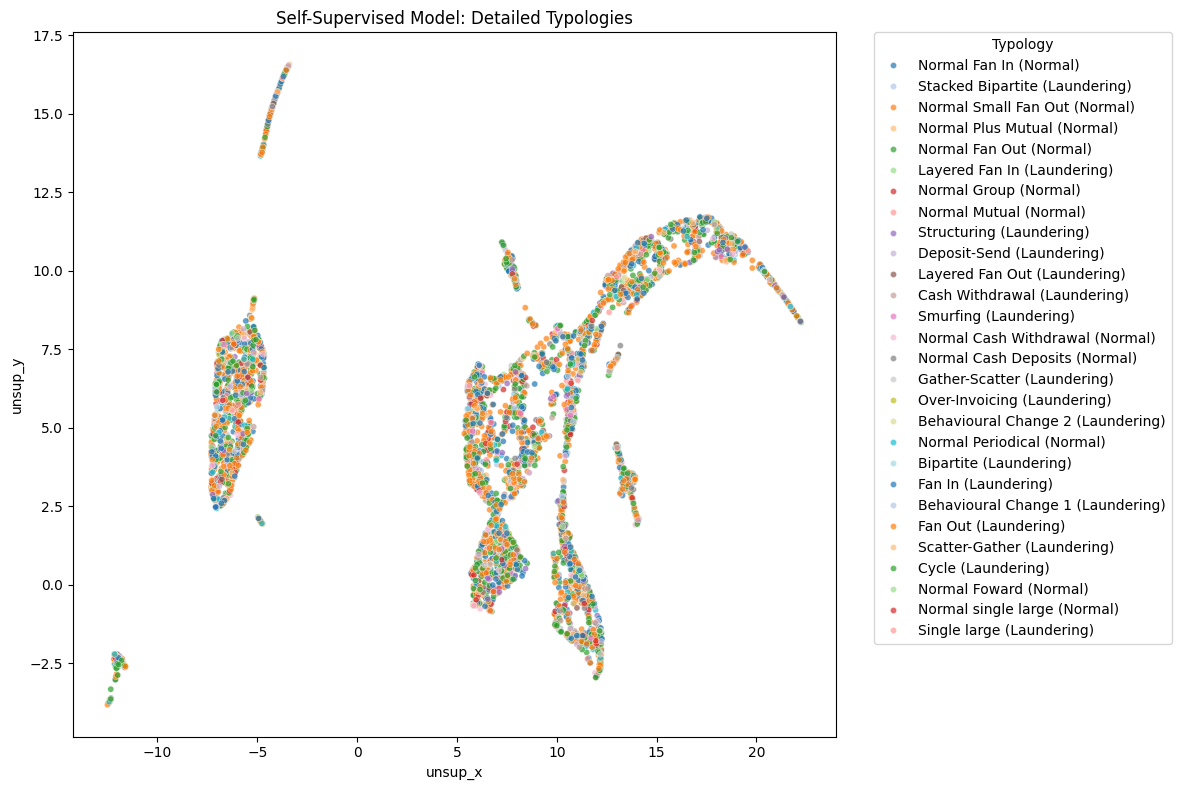 Self-Supervised Model: Detailed Typologies
17.5
15.0
12.5
10.0
7.5
5.0
2.5
0.0
−2.5
unsup_y
−10
−5
0
5
10
15
20
unsup_x
Typology
Normal Fan In (Normal)
Stacked Bipartite (Laundering)
Normal Small Fan Out (Normal)
Normal Plus Mutual (Normal)
Normal Fan Out (Normal)
Layered Fan In (Laundering)
Normal Group (Normal)
Normal Mutual (Normal)
Structuring (Laundering)
Deposit-Send (Laundering)
Layered Fan Out (Laundering)
Cash Withdrawal (Laundering)
Smurfing (Laundering)
Normal Cash Withdrawal (Normal)
Normal Cash Deposits (Normal)
Gather-Scatter (Laundering)
Over-Invoicing (Laundering)
Behavioural Change 2 (Laundering)
Normal Periodical (Normal)
Bipartite (Laundering)
Fan In (Laundering)
Behavioural Change 1 (Laundering)
Fan Out (Laundering)
Scatter-Gather (Laundering)
Cycle (Laundering)
Normal Foward (Normal)
Normal single large (Normal)
Single large (Laundering)